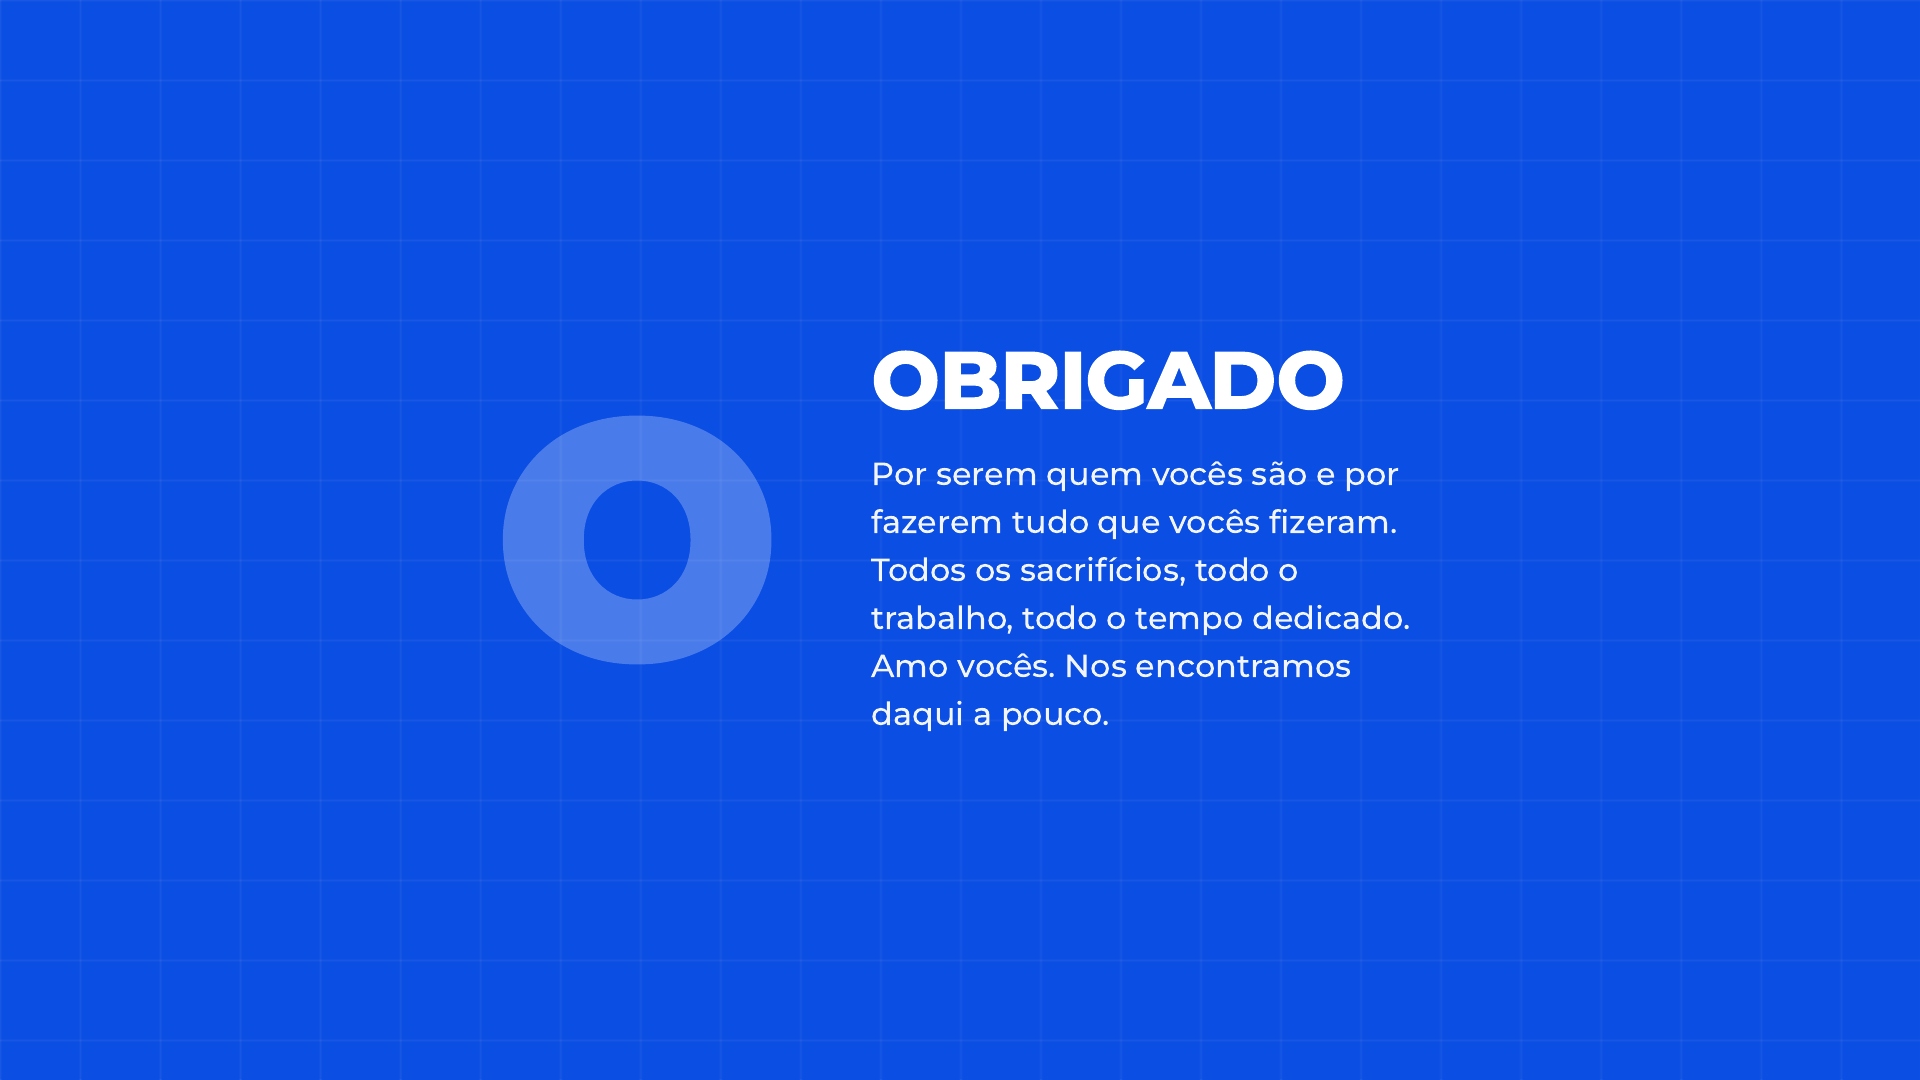 O
OBRIGADO
Por serem quem vocês são e por
fazerem tudo que vocês fizeram.
Todos os sacrifícios, todo o
trabalho, todo o tempo dedicado.
Amo vocês. Nos encontramos
daqui a pouco.